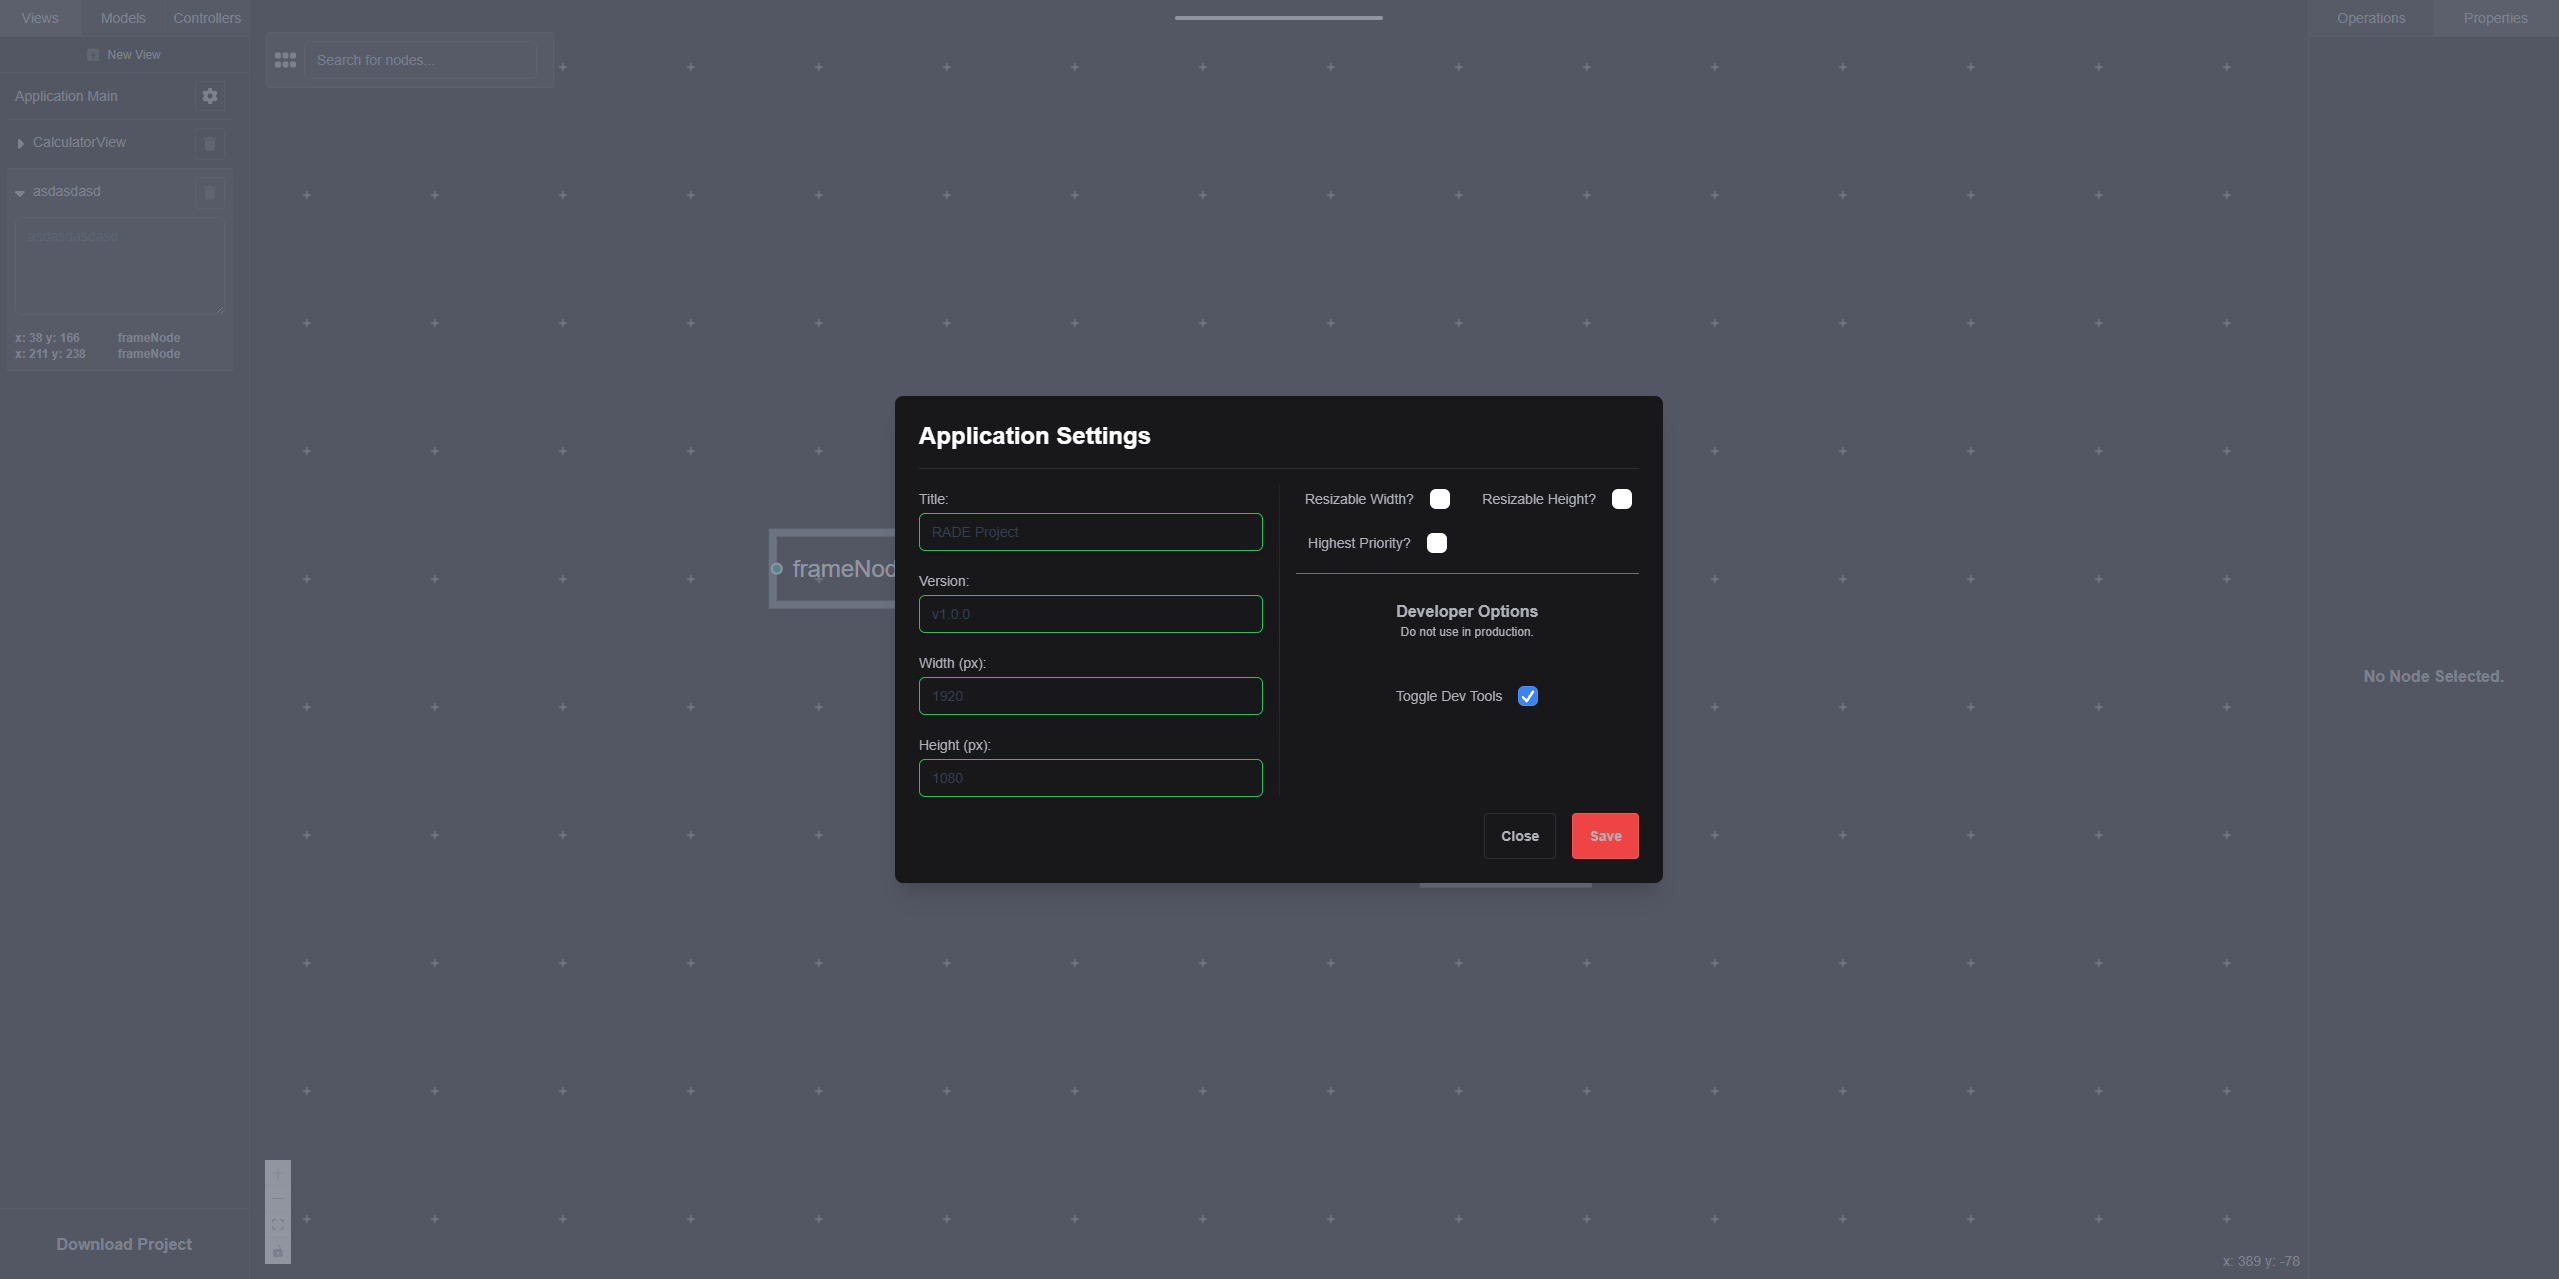 Views
Models
Controllers
New View
Application Main
CalculatorView
asdasdasd
asdasdasdasd
x: 38 y: 166 frameNode
x: 211 y: 238 frameNode
Download Project
Search for nodes...
frameNod
Application Settings
Title:
RADE Project
Version:
v1.0.0
Width (px):
1920
Height (px):
1080
Resizable Width?
Resizable Height?
Highest Priority?
Developer Options
Do not use in production.
Toggle Dev Tools
Close
Save
Operations
Properties
No Node Selected.
x: 389 y: -78